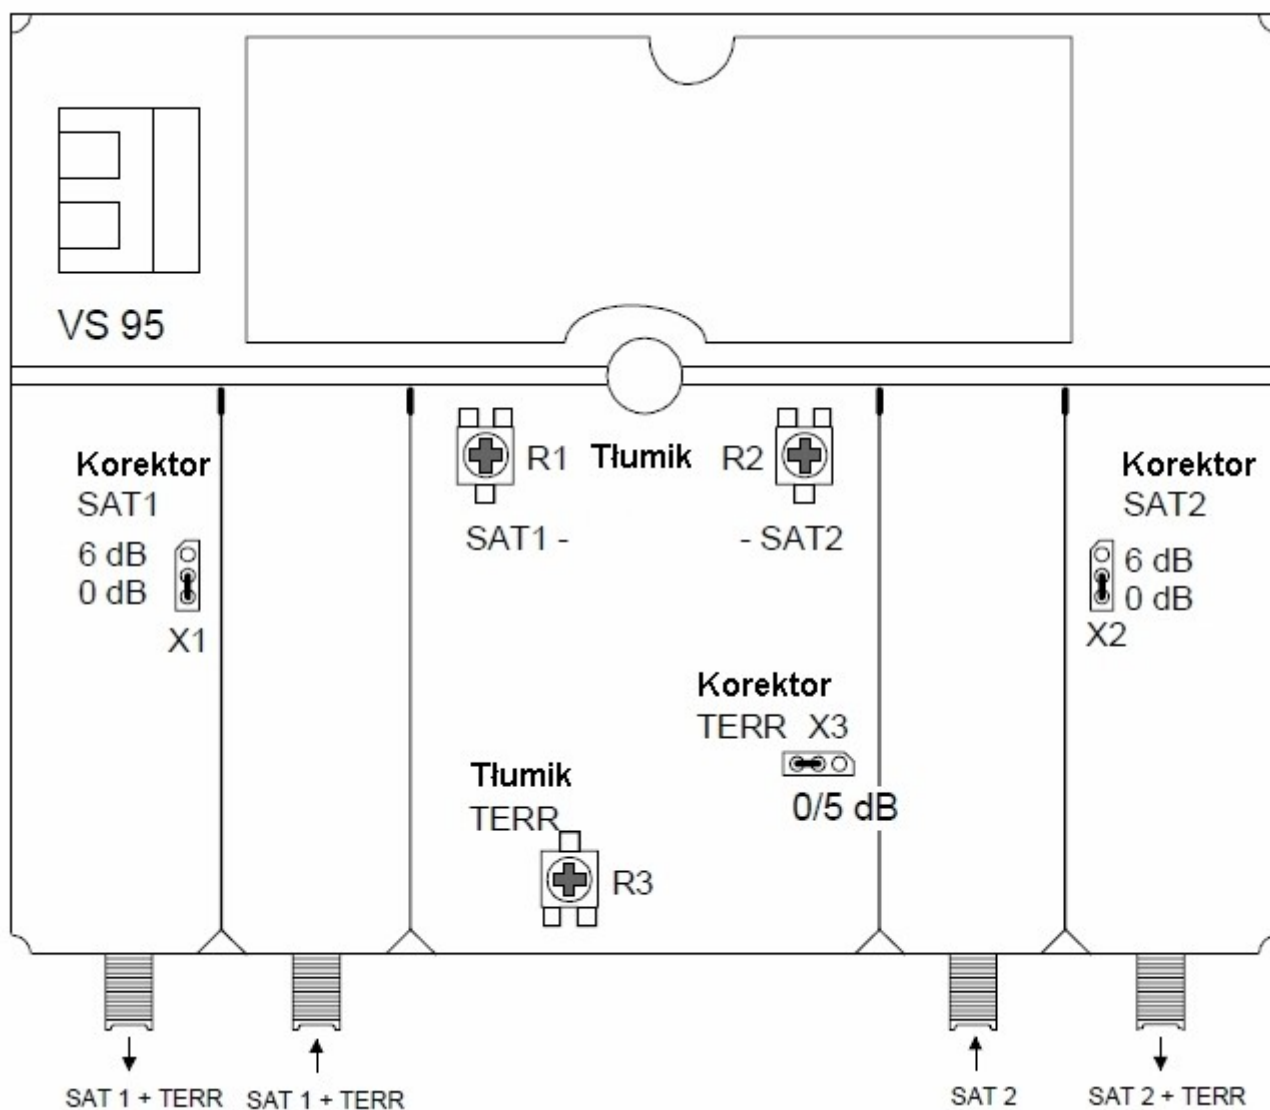 VS 95
Korektor
SAT1
6 dB
0 dB
X1
R1 Tłumik R2
SAT1 - - SAT2
Korektor
SAT2
6 dB
0 dB
X2
Korektor
TERR X3
0/5 dB
Tłumik
TERR
R3
SAT 1 + TERR SAT 1 + TERR SAT 2 SAT 2 + TERR